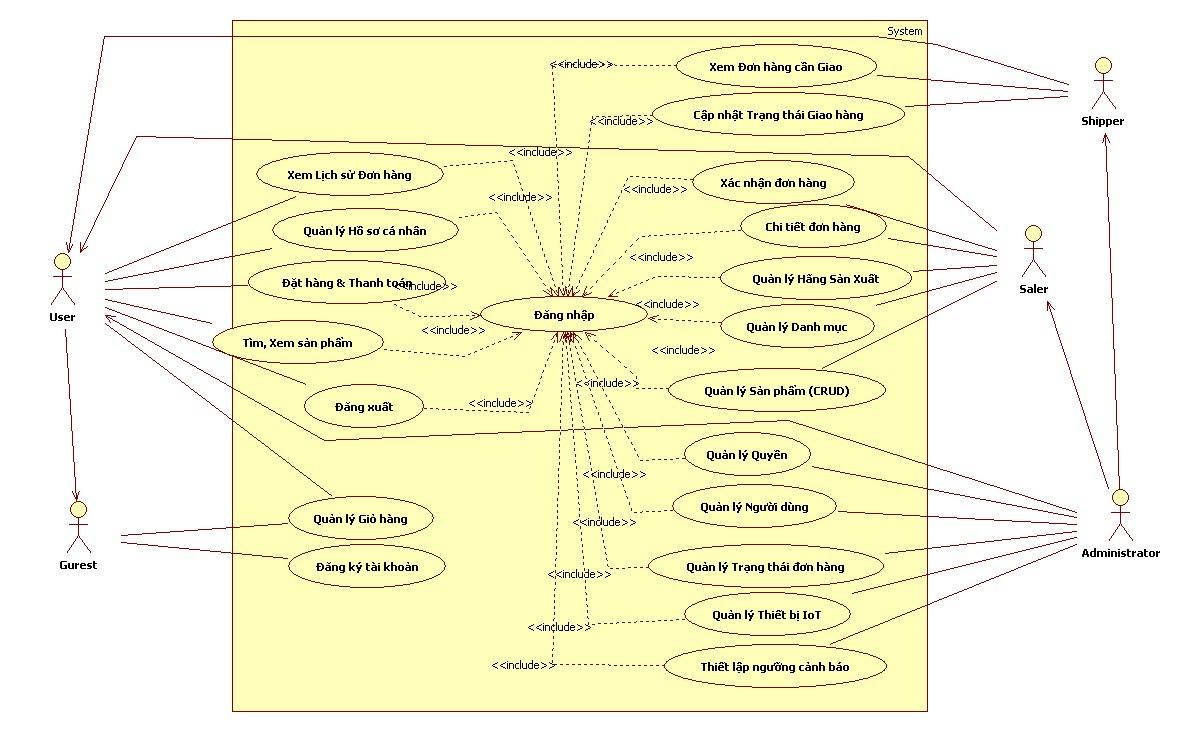 System
<<include>>
Xem Đơn hàng cần Giao
Shipper
<<include>>
Cập nhật Trạng thái Giao hàng
<<include>>
Xem Lịch sử Đơn hàng
<<include>>
Xác nhận đơn hàng
<<include>>
Quản lý Hồ sơ cá nhân
Chi tiết đơn hàng
<<include>>
Saler
Đặt hàng & Thanh toán
<<include>>
Quản lý Hãng Sản Xuất
User
Đăng nhập
<<include>>
<<include>>
Quản lý Danh mục
Tìm, Xem sản phẩm
<<include>>
<<include>>
Quản lý Sản phẩm (CRUD)
Đăng xuất
<<include>>
Quản lý Quyền
<<include>>
Quản lý Người dùng
Quản lý Giỏ hàng
<<include>>
Administrator
Gurest
Đăng ký tài khoản
<<include>>
Quản lý Trạng thái đơn hàng
<<include>>
Quản lý Thiết bị IoT
<<include>>
Thiết lập ngưỡng cảnh báo